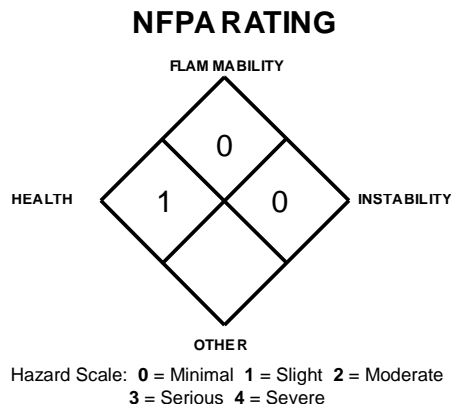 NFPA RATING
FLAMMABILITY
0
HEALTH
1
0
INSTABILITY
OTHER
Hazard Scale: 0 = Minimal 1 = Slight 2 = Moderate
3 = Serious 4 = Severe